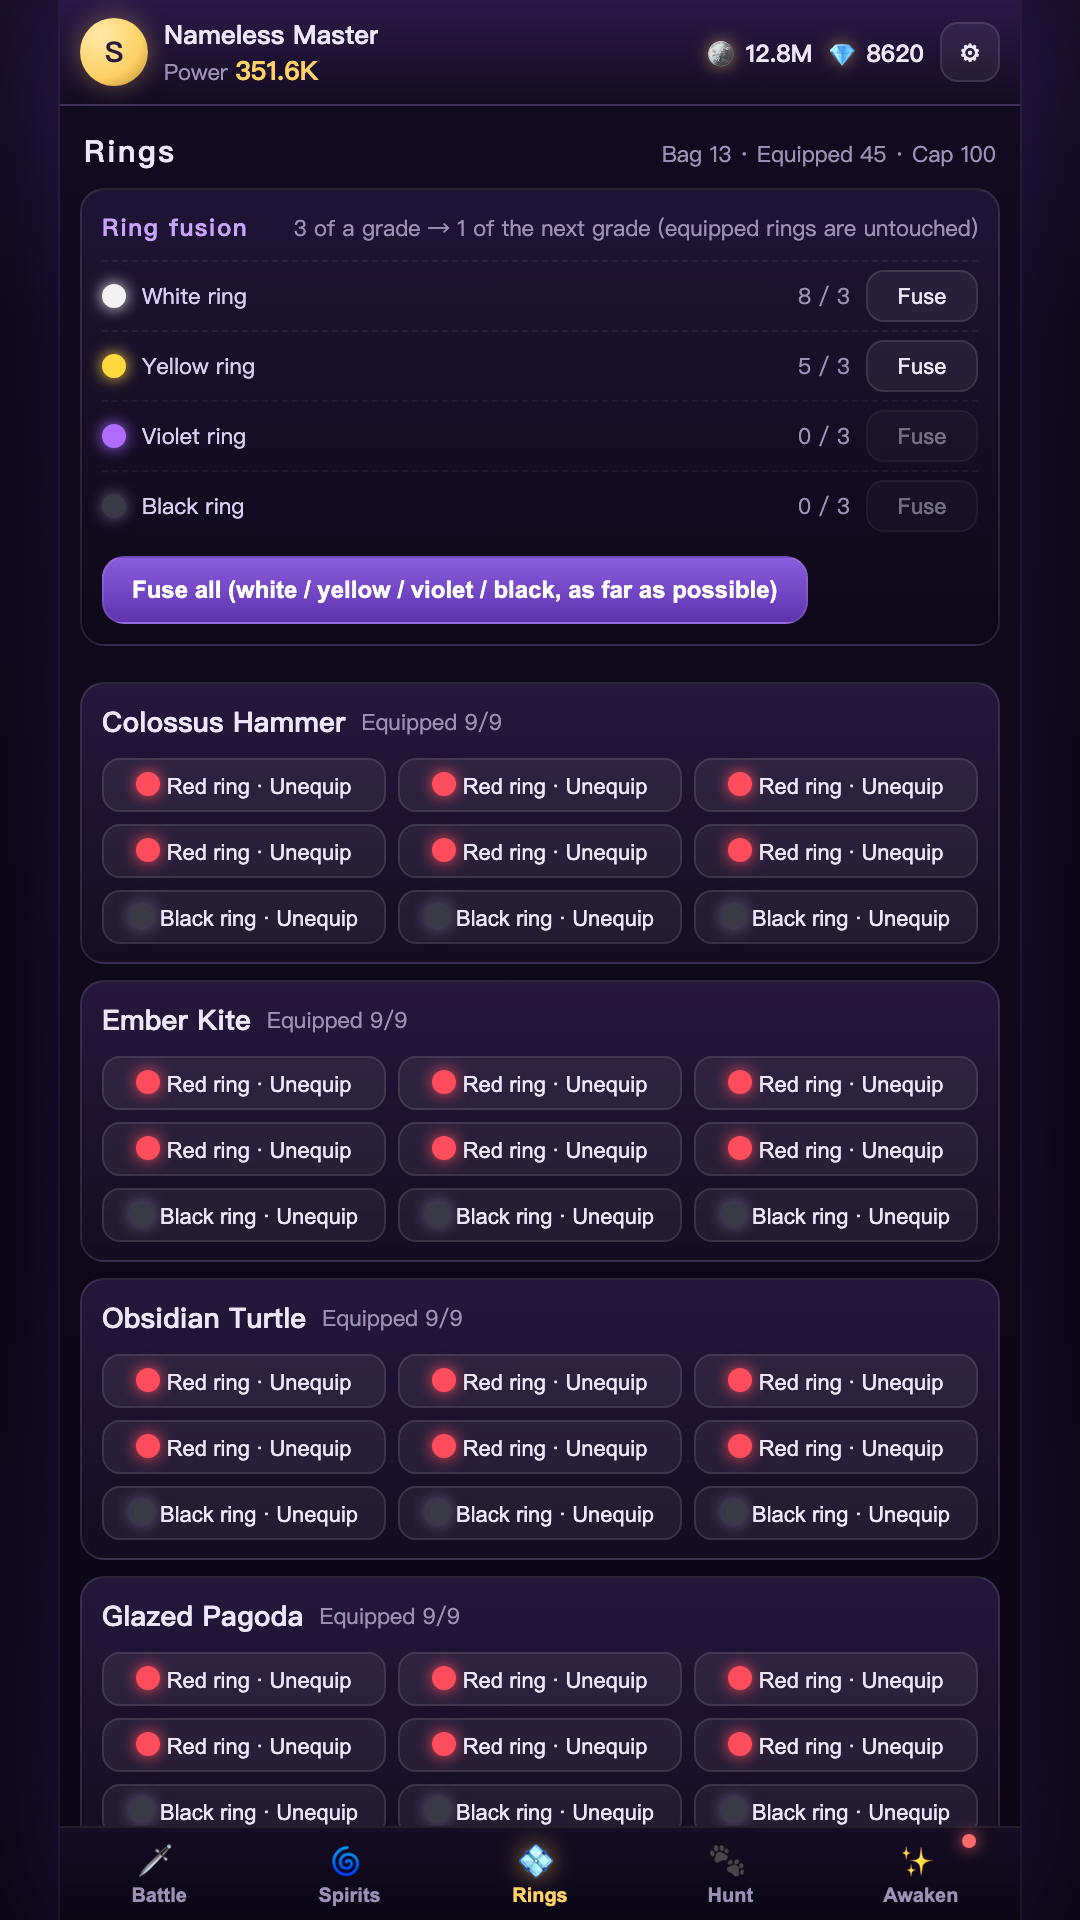 S
Nameless Master
Power 351.6K
12.8M
8620
Rings
Bag 13 · Equipped 45 · Cap 100
Ring fusion
3 of a grade → 1 of the next grade (equipped rings are untouched)
White ring 8 / 3 Fuse
Yellow ring 5 / 3 Fuse
Violet ring 0 / 3 Fuse
Black ring 0 / 3 Fuse
Fuse all (white / yellow / violet / black, as far as possible)
Colossus Hammer Equipped 9/9
Red ring · Unequip Red ring · Unequip Red ring · Unequip
Red ring · Unequip Red ring · Unequip Red ring · Unequip
Black ring · Unequip Black ring · Unequip Black ring · Unequip
Ember Kite Equipped 9/9
Red ring · Unequip Red ring · Unequip Red ring · Unequip
Red ring · Unequip Red ring · Unequip Red ring · Unequip
Black ring · Unequip Black ring · Unequip Black ring · Unequip
Obsidian Turtle Equipped 9/9
Red ring · Unequip Red ring · Unequip Red ring · Unequip
Red ring · Unequip Red ring · Unequip Red ring · Unequip
Black ring · Unequip Black ring · Unequip Black ring · Unequip
Glazed Pagoda Equipped 9/9
Red ring · Unequip Red ring · Unequip Red ring · Unequip
Red ring · Unequip Red ring · Unequip Red ring · Unequip
Black ring · Unequip Black ring · Unequip Black ring · Unequip
Battle Spirits Rings Hunt Awaken